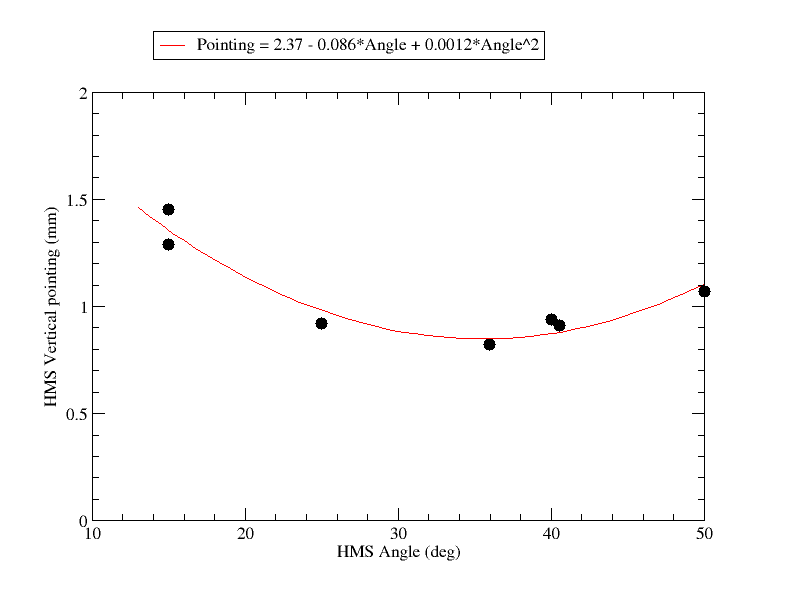 Pointing = 2.37 - 0.086*Angle + 0.0012*Angle^2
2
1.5
1
0.5
0
HMS Vertical pointing (mm)
10 20 30 40 50
HMS Angle (deg)